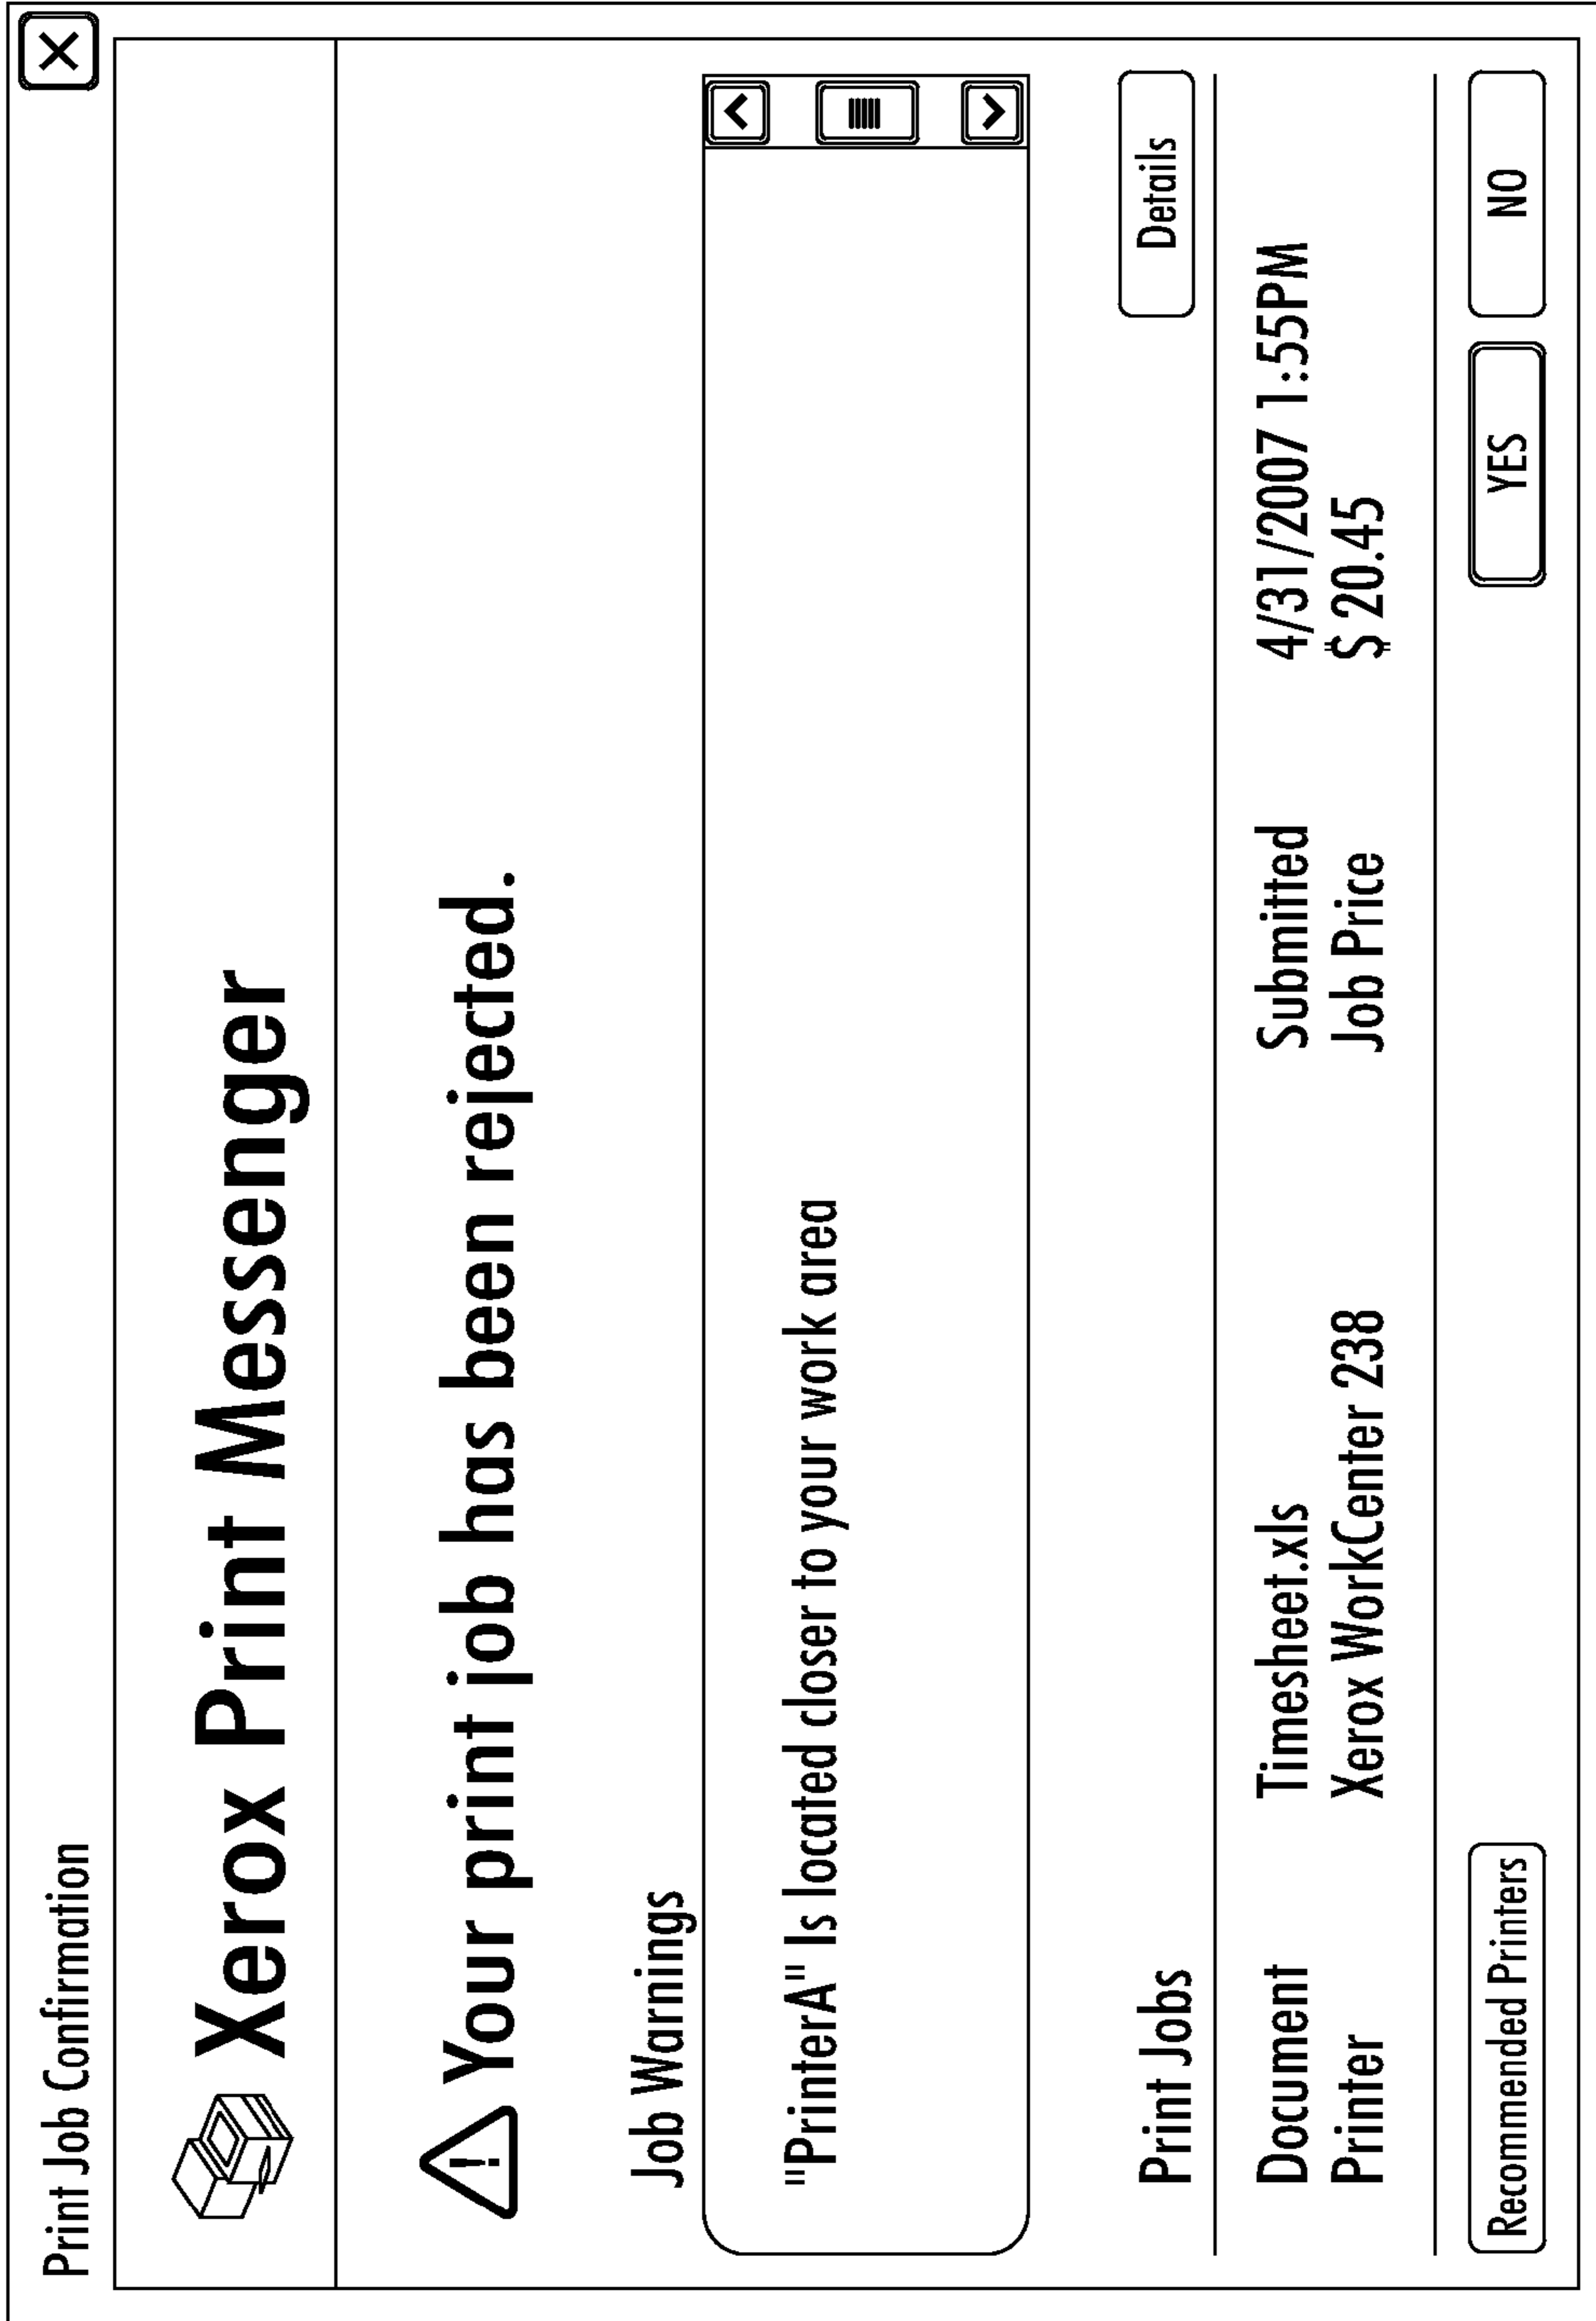 Print Job Confirmation
Xerox Print Messenger
Your print job has been rejected.
Job Warnings
"PrinterA" Is located closer to your work area
Print Jobs
Details
Document Timesheet.xls Submitted 4/31/2007 1:55PM
Printer Xerox WorkCenter 238 Job Price $ 20.45
Recommended Printers YES NO